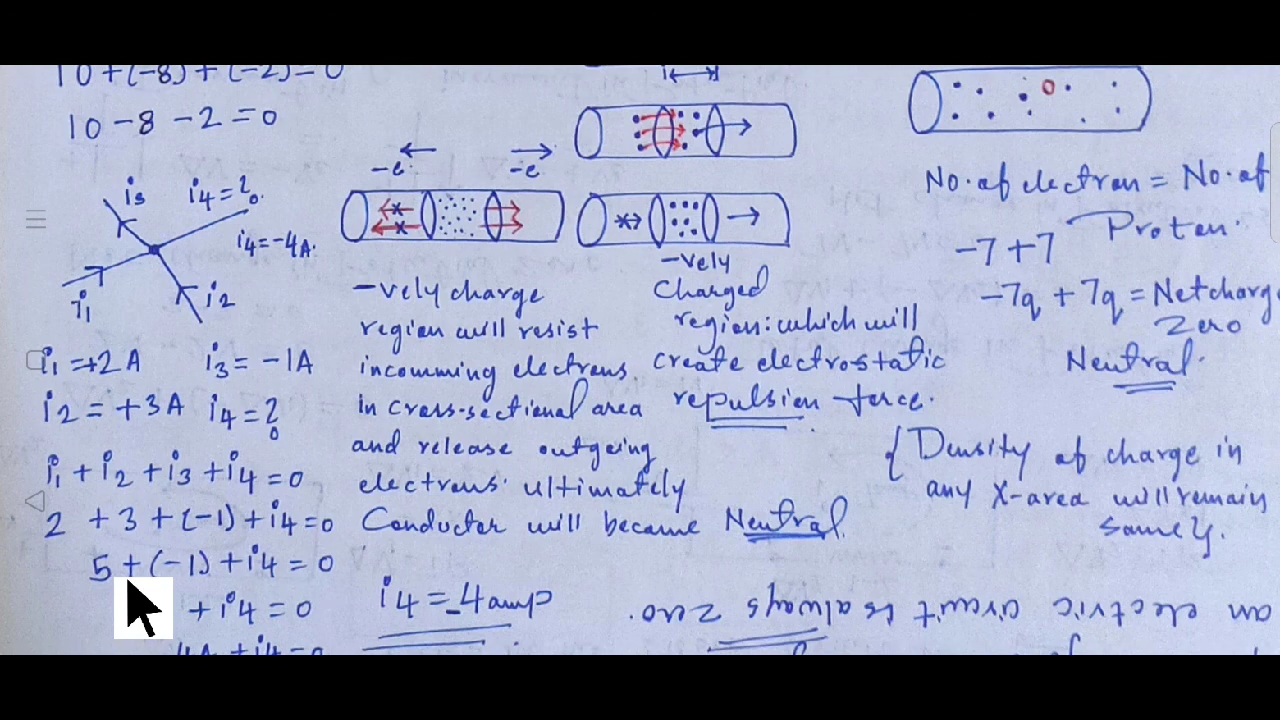 10+(-8)+(-2)=0
10-8-2=0
i3 i4=?
i4=-4A.
i1
i2
i1=+2A i3=-1A
i2=+3A i4=?
i1+i2+i3+i4=0
2 +3+(-1)+i4=0
5+(-1)+i4=0
+i4=0
4A+i4=0
-e -e
-vely charge
region will resist
incomming electrons
in cross-sectional area
and release outgoing
electrons. ultimately
Conductor will become Neutral.
i4=-4amp
-vely
Charged
region: which will
create electrostatic
repulsion force.
No. of electron = No. of
Proton.
-7+7
-7q+7q=Net charge
Zero
Neutral.
{Density of charge in
any X-area will remain
same}.
an electric circuit is always zero.